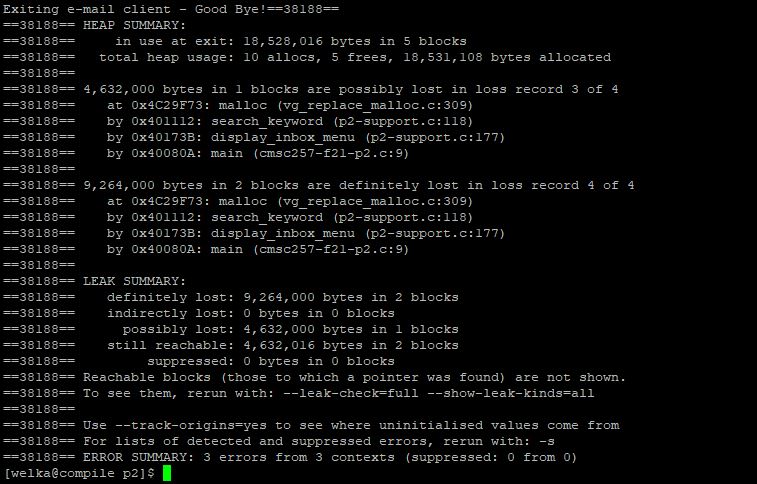 Exiting e-mail client - Good Bye!==38188==
==38188== HEAP SUMMARY:
==38188==     in use at exit: 18,528,016 bytes in 5 blocks
==38188==   total heap usage: 10 allocs, 5 frees, 18,531,108 bytes allocated
==38188==
==38188== 4,632,000 bytes in 1 blocks are possibly lost in loss record 3 of 4
==38188==    at 0x4C29F73: malloc (vg_replace_malloc.c:309)
==38188==    by 0x401112: search_keyword (p2-support.c:118)
==38188==    by 0x40173B: display_inbox_menu (p2-support.c:177)
==38188==    by 0x40080A: main (cmsc257-f21-p2.c:9)
==38188==
==38188== 9,264,000 bytes in 2 blocks are definitely lost in loss record 4 of 4
==38188==    at 0x4C29F73: malloc (vg_replace_malloc.c:309)
==38188==    by 0x401112: search_keyword (p2-support.c:118)
==38188==    by 0x40173B: display_inbox_menu (p2-support.c:177)
==38188==    by 0x40080A: main (cmsc257-f21-p2.c:9)
==38188==
==38188== LEAK SUMMARY:
==38188==    definitely lost: 9,264,000 bytes in 2 blocks
==38188==    indirectly lost: 0 bytes in 0 blocks
==38188==      possibly lost: 4,632,000 bytes in 1 blocks
==38188==    still reachable: 4,632,016 bytes in 2 blocks
==38188==         suppressed: 0 bytes in 0 blocks
==38188== Reachable blocks (those to which a pointer was found) are not shown.
==38188== To see them, rerun with: --leak-check=full --show-leak-kinds=all
==38188==
==38188== Use --track-origins=yes to see where uninitialised values come from
==38188== For lists of detected and suppressed errors, rerun with: -s
==38188== ERROR SUMMARY: 3 errors from 3 contexts (suppressed: 0 from 0)
[welka@compile p2]$